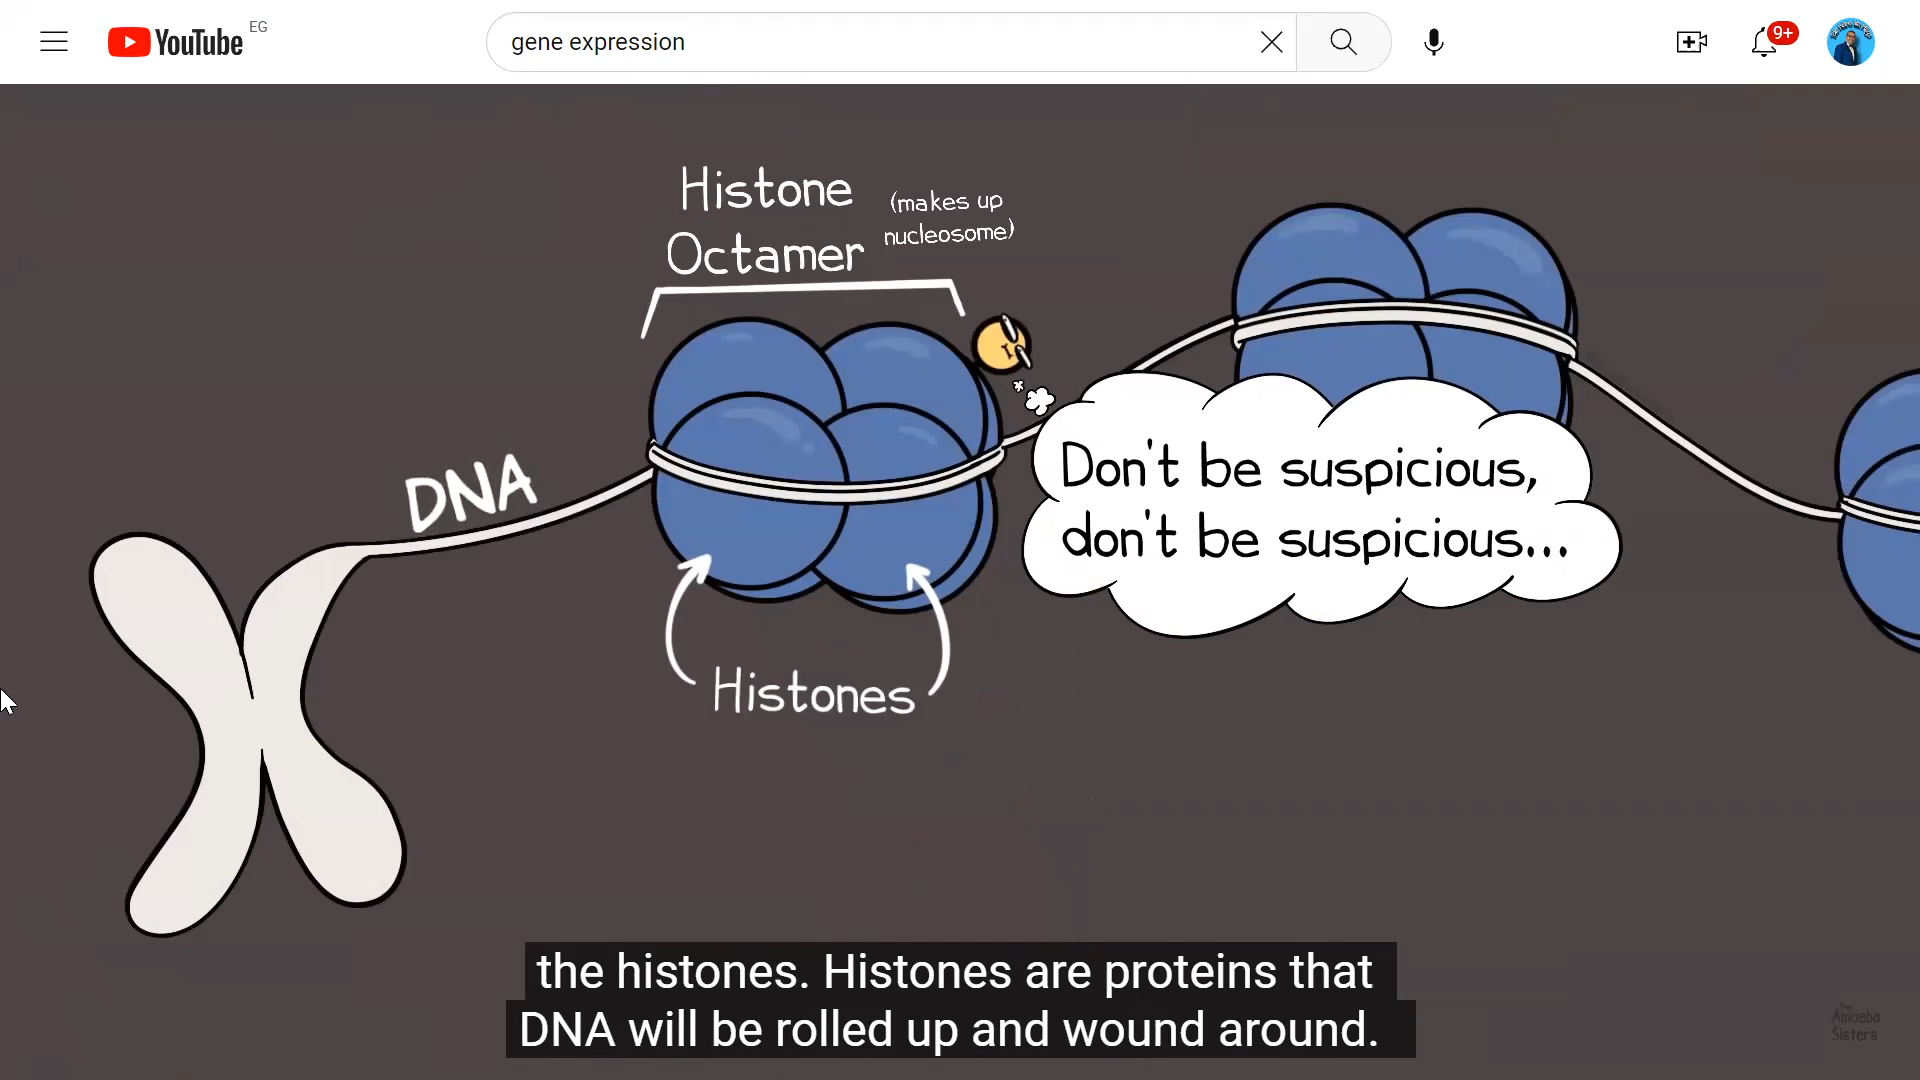 YouTube EG
gene expression
9+
Histone
Octamer
(makes up
nucleosome)
DNA
Don't be suspicious,
don't be suspicious...
Histones
the histones. Histones are proteins that
DNA will be rolled up and wound around.
The
Amoeba
Sisters